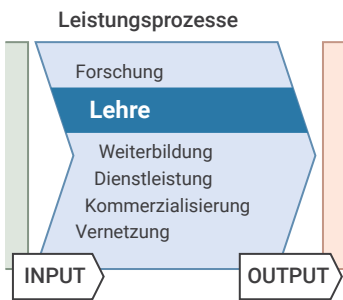 Leistungsprozesse
Forschung
Lehre
Weiterbildung
Dienstleistung
Kommerzialisierung
Vernetzung
INPUT
OUTPUT